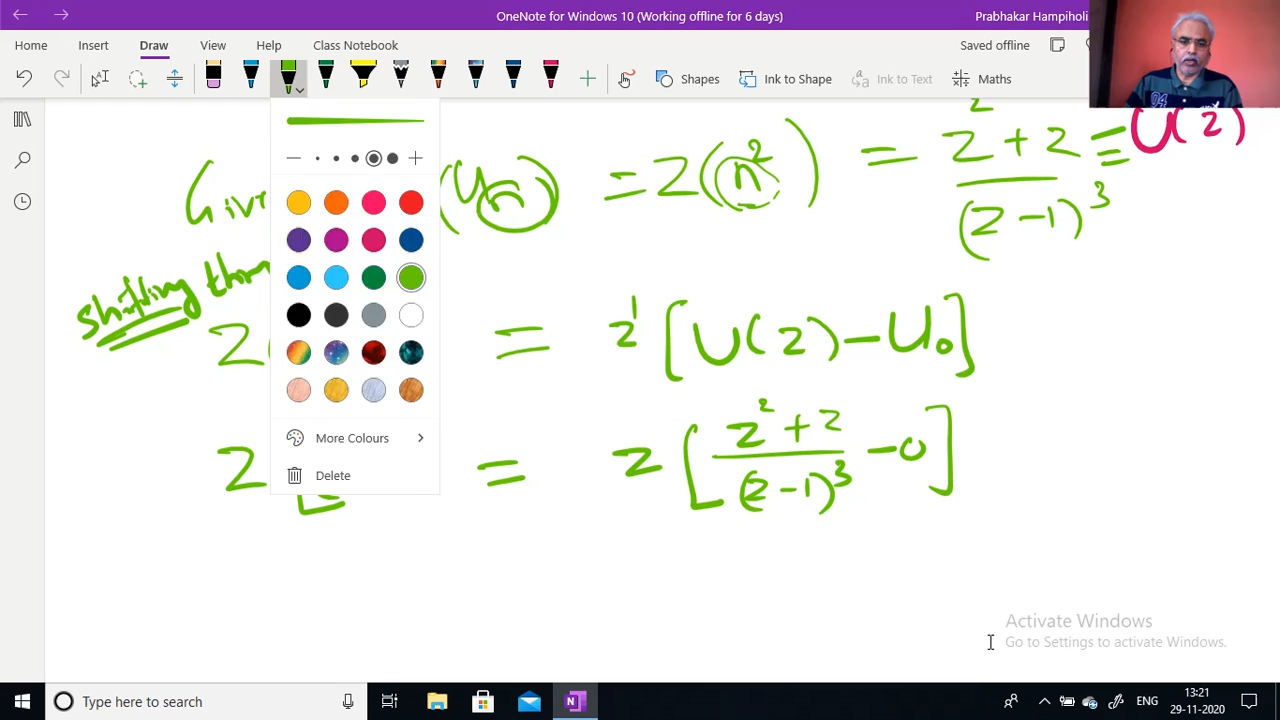 OneNote for Windows 10 (Working offline for 6 days)
Prabhakar Hampiholi
Home Insert Draw View Help Class Notebook
Saved offline
Shapes Ink to Shape Ink to Text Maths
04
Z² + Z ≡ U(Z)
(Z - 1)³
Giv (Un) = Z(n²) =
shifting
Z( = Z¹ [U(Z) - U₀]
Z [ = Z [ Z² + Z - 0 ]
(Z - 1)³
More Colours
Delete
Activate Windows
Go to Settings to activate Windows.
Type here to search
ENG
13:21
29-11-2020